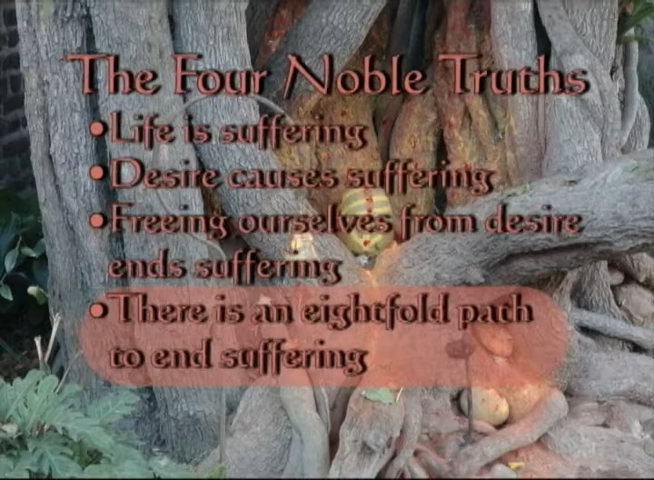 The Four Noble Truths
•Life is suffering
•Desire causes suffering
•Freeing ourselves from desire
ends suffering
•There is an eightfold path
to end suffering